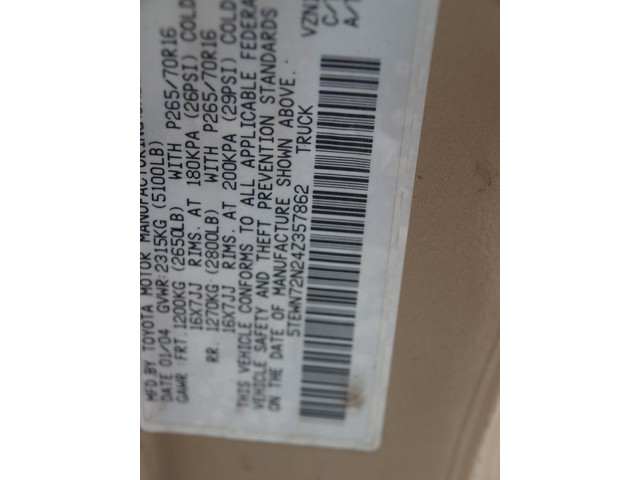 MFD.BY TOYOTA MOTOR MANUFACTURING
DATE 01/04 GVWR:2315KG (5100LB)
GAWR :FRT.1200KG (2650LB) WITH P265/70R16
16X7JJ RIMS. AT 180KPA (26PSI) COLD
RR. 1270KG (2800LB) WITH P265/70R16
16X7JJ RIMS. AT 200KPA (29PSI) COLD
THIS VEHICLE CONFORMS TO ALL APPLICABLE FEDERA
VEHICLE SAFETY AND THEFT PREVENTION STANDARDS
ON THE DATE OF MANUFACTURE SHOWN ABOVE.
5TEWN72N24Z357862 TRUCK
VZN1
C/T
A/T